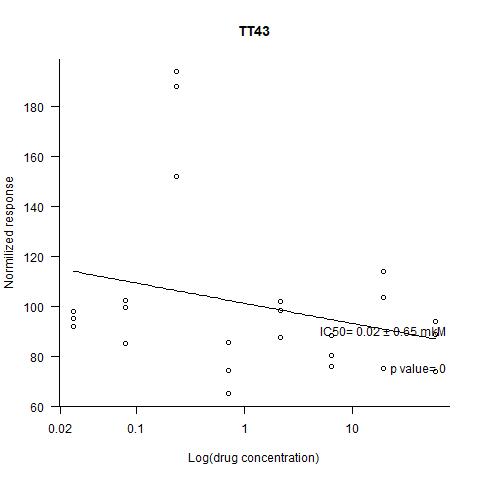 TT43
Normilized response
180
160
140
120
100
80
60
IC50= 0.02 ± 0.65 mkM
p value= 0
0.02
0.1
1
10
Log(drug concentration)